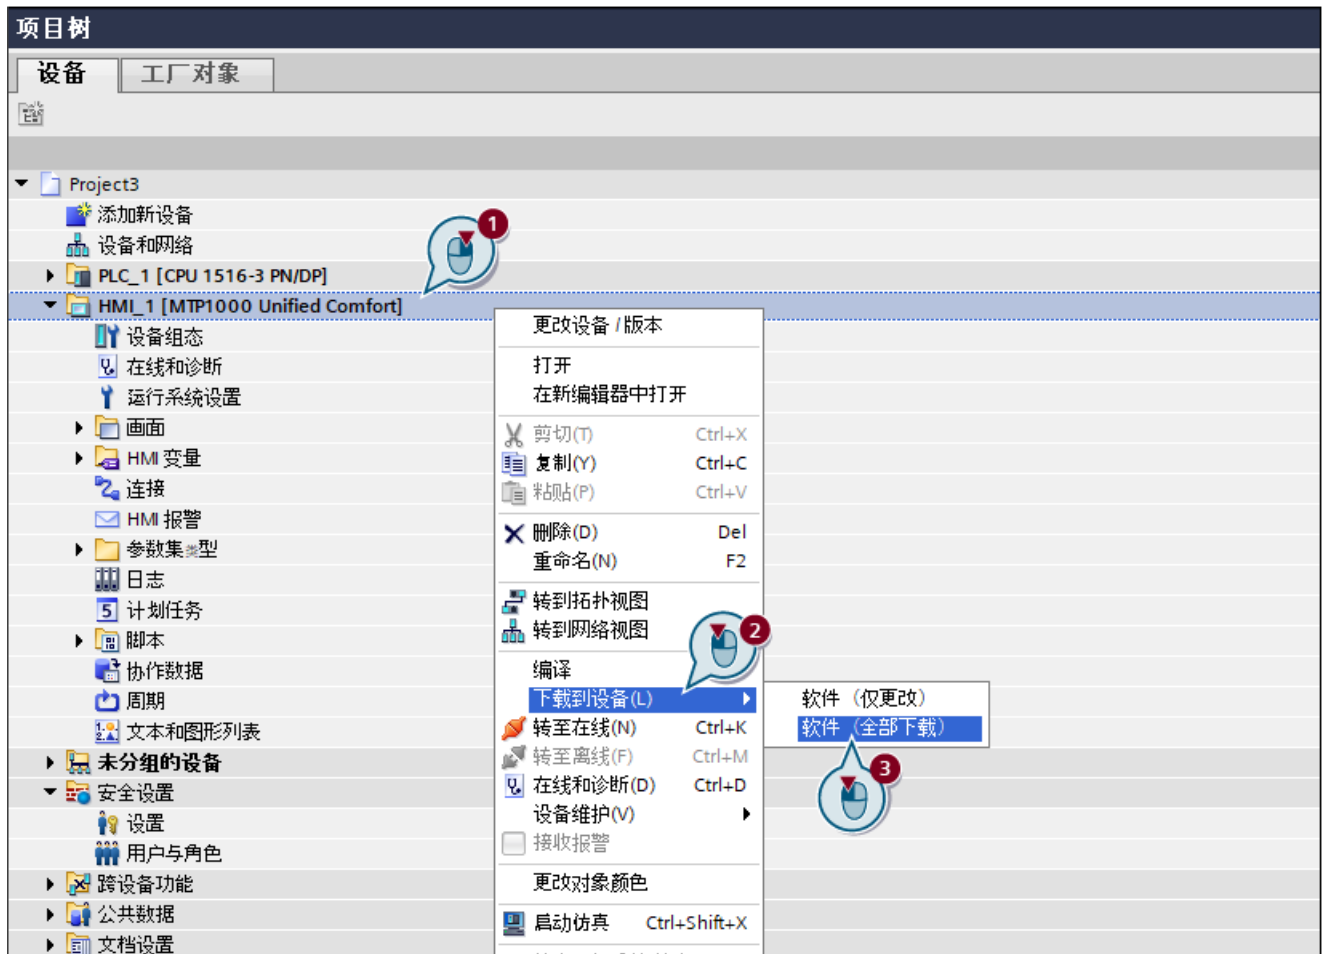 项目树
设备
工厂对象
Project3
添加新设备
设备和网络
1
PLC_1 [CPU 1516-3 PN/DP]
HMI_1 [MTP1000 Unified Comfort]
设备组态
在线和诊断
运行系统设置
画面
HMI 变量
连接
HMI 报警
参数集类型
日志
5 计划任务
脚本
协作数据
周期
文本和图形列表
未分组的设备
安全设置
设置
用户与角色
跨设备功能
公共数据
文档设置
更改设备 / 版本
打开
在新编辑器中打开
剪切(T) Ctrl+X
复制(Y) Ctrl+C
粘贴(P) Ctrl+V
删除(D) Del
重命名(N) F2
转到拓扑视图
转到网络视图
2
编译
下载到设备(L)
转至在线(N) Ctrl+K
转至离线(F) Ctrl+M
在线和诊断(D) Ctrl+D
设备维护(V)
接收报警
更改对象颜色
启动仿真 Ctrl+Shift+X
软件（仅更改）
软件（全部下载）
3